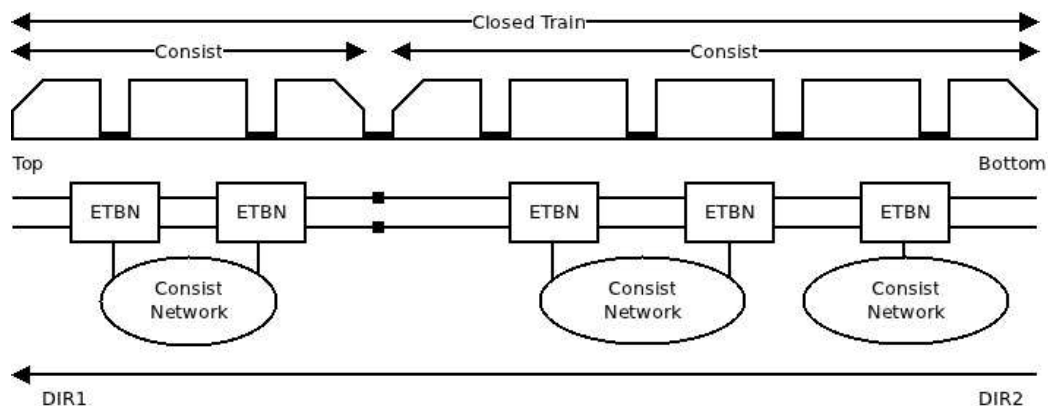 Closed Train
Consist
Consist
Top
Bottom
ETBN
ETBN
ETBN
ETBN
ETBN
Consist
Network
Consist
Network
Consist
Network
DIR1
DIR2